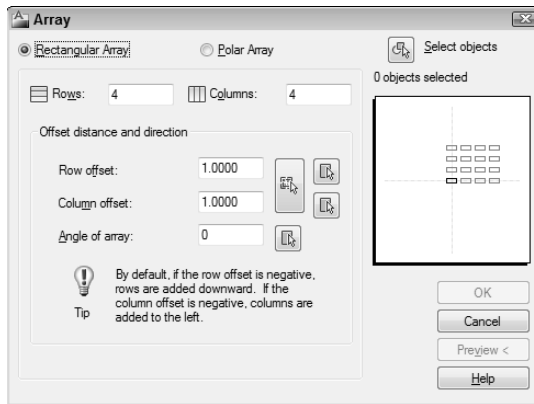 Array
Rectangular Array
Polar Array
Select objects
0 objects selected
Rows: 4
Columns: 4
Offset distance and direction
Row offset: 1.0000
Column offset: 1.0000
Angle of array: 0
By default, if the row offset is negative,
rows are added downward. If the
column offset is negative, columns are
added to the left.
Tip
OK
Cancel
Preview <
Help